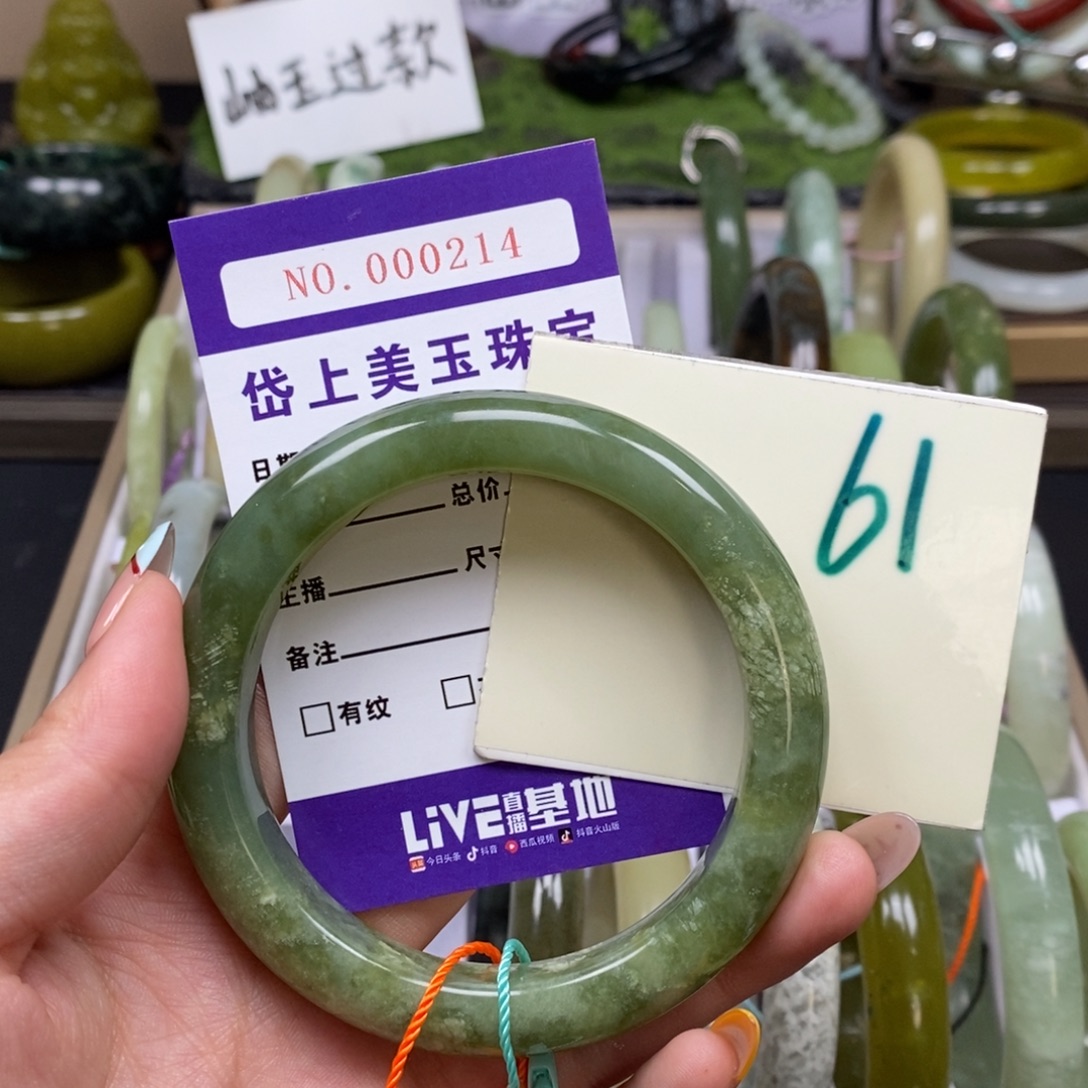 岫玉过款
NO.000214
岱上美玉珠宝
61
日期
总价
尺寸
主播
备注
有纹
LiVE直播基地
今日头条 抖音 西瓜视频 抖音火山版